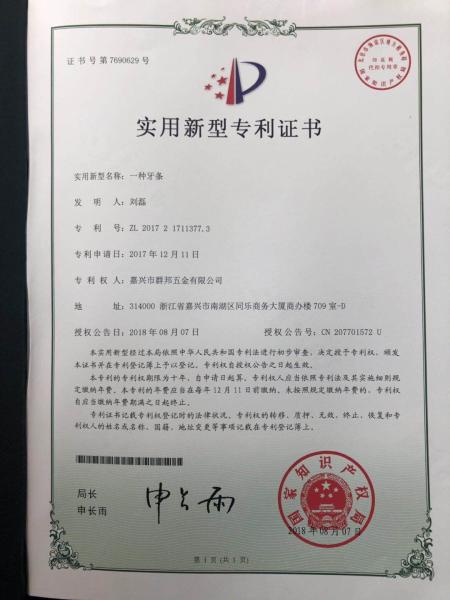 证书号第7690629号
实用新型专利证书
实用新型名称：一种牙条
发明人：刘磊
专利号：ZL 2017 2 1711377.3
专利申请日：2017年12月11日
专利权人：嘉兴市群邦五金有限公司
地址：314000 浙江省嘉兴市南湖区同乐商务大厦商办楼709室-D
授权公告日：2018年08月07日 授权公告号：CN 207701572 U
本实用新型经过本局依照中华人民共和国专利法进行初步审查，决定授予专利权，颁发
本证书并在专利登记簿上予以登记。专利权自授权公告之日起生效。
本专利的专利权期限为十年，自申请日起算。专利权人应当依照专利法及其实施细则规
定缴纳年费。本专利的年费应当在每年12月11日前缴纳。未按照规定缴纳年费的，专利权
自应当缴纳年费期满之日起终止。
专利证书记载专利权登记时的法律状况。专利权的转移、质押、无效、终止、恢复和专
利权人的姓名或名称、国籍、地址变更等事项记载在专利登记簿上。
局长
申长雨
申长雨
国家知识产权局
2018年08月07日
第1页(共1页)